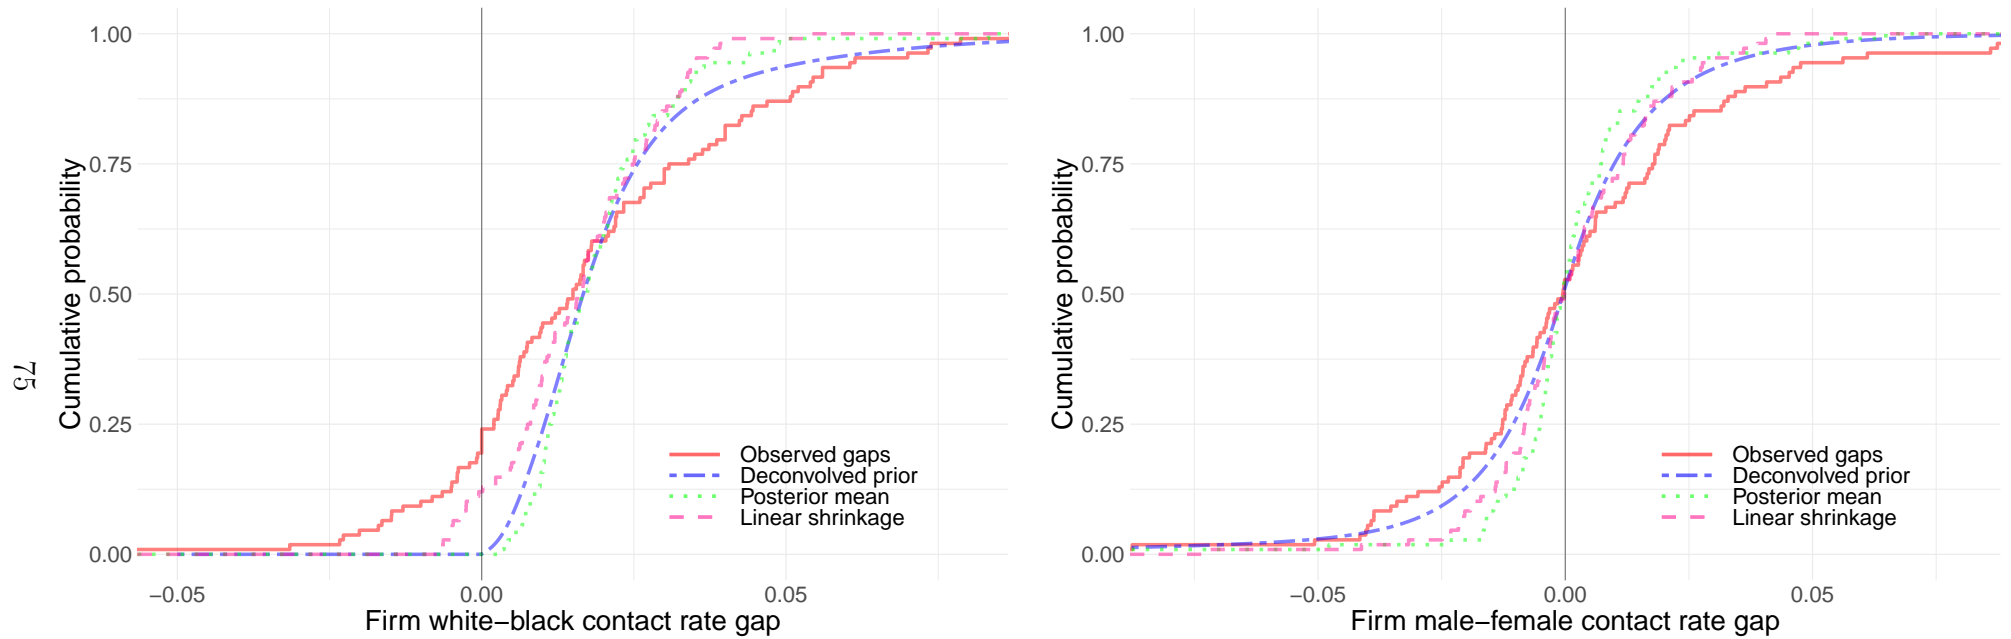 75
Cumulative probability
1.00
0.75
0.50
0.25
0.00
−0.05
0.00
0.05
Firm white−black contact rate gap
Observed gaps
Deconvolved prior
Posterior mean
Linear shrinkage
Cumulative probability
1.00
0.75
0.50
0.25
0.00
−0.05
0.00
0.05
Firm male−female contact rate gap
Observed gaps
Deconvolved prior
Posterior mean
Linear shrinkage